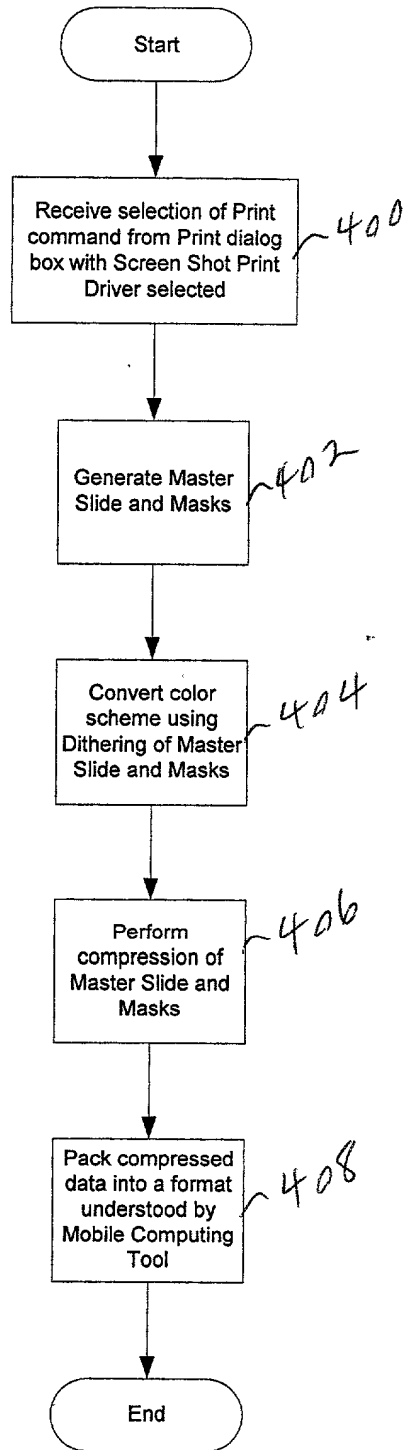 Start
Receive selection of Print
command from Print dialog
box with Screen Shot Print
Driver selected
400
Generate Master
Slide and Masks
402
Convert color
scheme using
Dithering of Master
Slide and Masks
404
Perform
compression of
Master Slide and
Masks
406
Pack compressed
data into a format
understood by
Mobile Computing
Tool
408
End